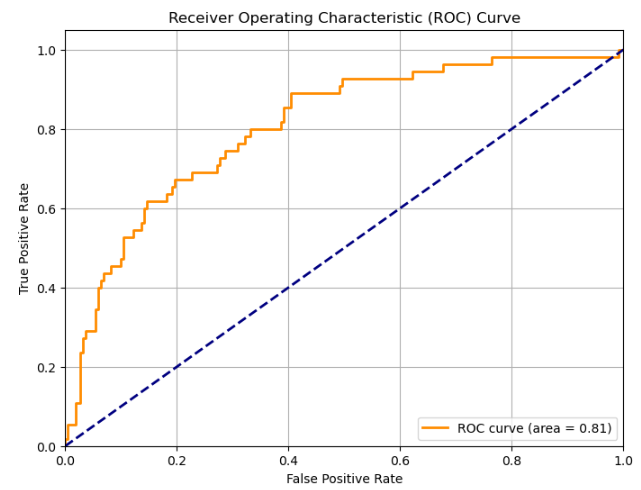 Receiver Operating Characteristic (ROC) Curve
1.0
0.8
0.6
0.4
0.2
0.0
True Positive Rate
ROC curve (area = 0.81)
0.0 0.2 0.4 0.6 0.8 1.0
False Positive Rate